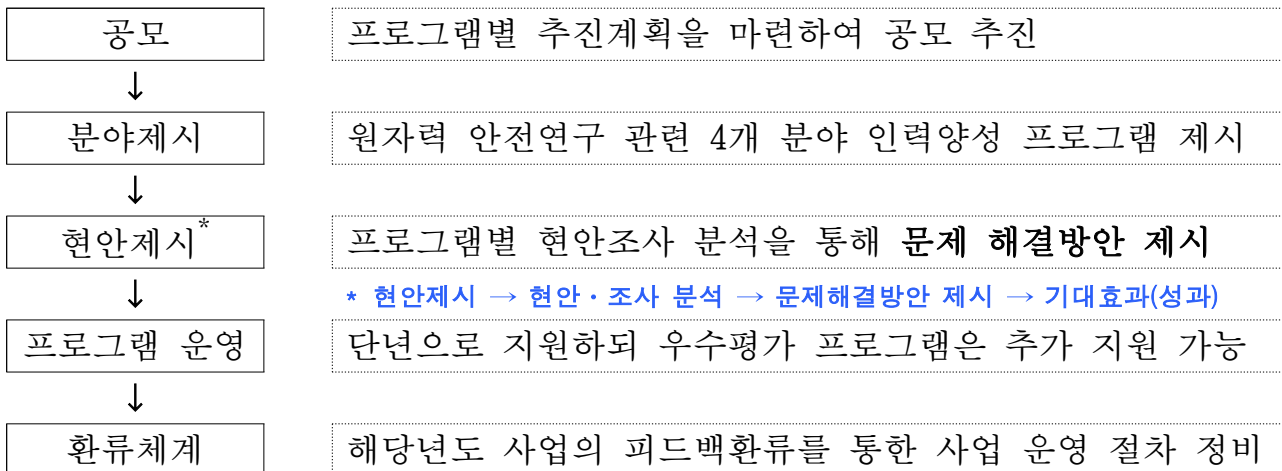 공모 프로그램별 추진계획을 마련하여 공모 추진
↓
분야제시 원자력 안전연구 관련 4개 분야 인력양성 프로그램 제시
↓
현안제시* 프로그램별 현안조사 분석을 통해 문제 해결방안 제시
↓ * 현안제시 → 현안·조사 분석 → 문제해결방안 제시 → 기대효과(성과)
프로그램 운영 단년으로 지원하되 우수평가 프로그램은 추가 지원 가능
↓
환류체계 해당년도 사업의 피드백환류를 통한 사업 운영 절차 정비